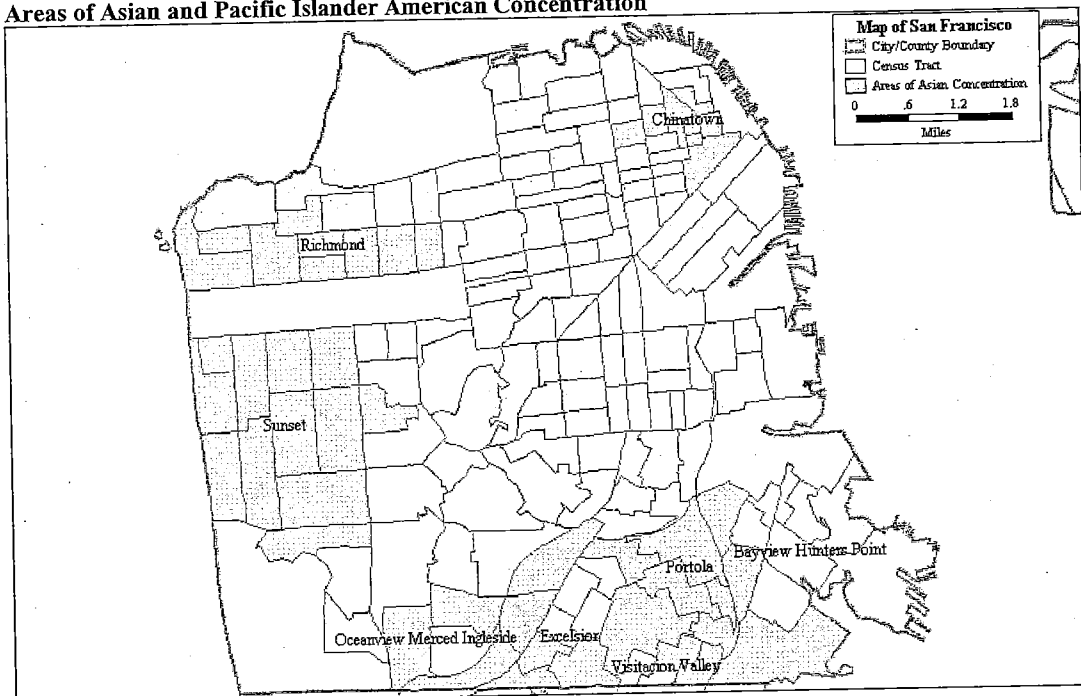 Areas of Asian and Pacific Islander American Concentration
Map of San Francisco
City/County Boundary
Census Tract
Areas of Asian Concentration
0 .6 1.2 1.8
Miles
Chinatown
Richmond
Sunset
Bayview Hunters Point
Portola
Oceanview Merced Ingleside
Excelsior
Visitacion Valley